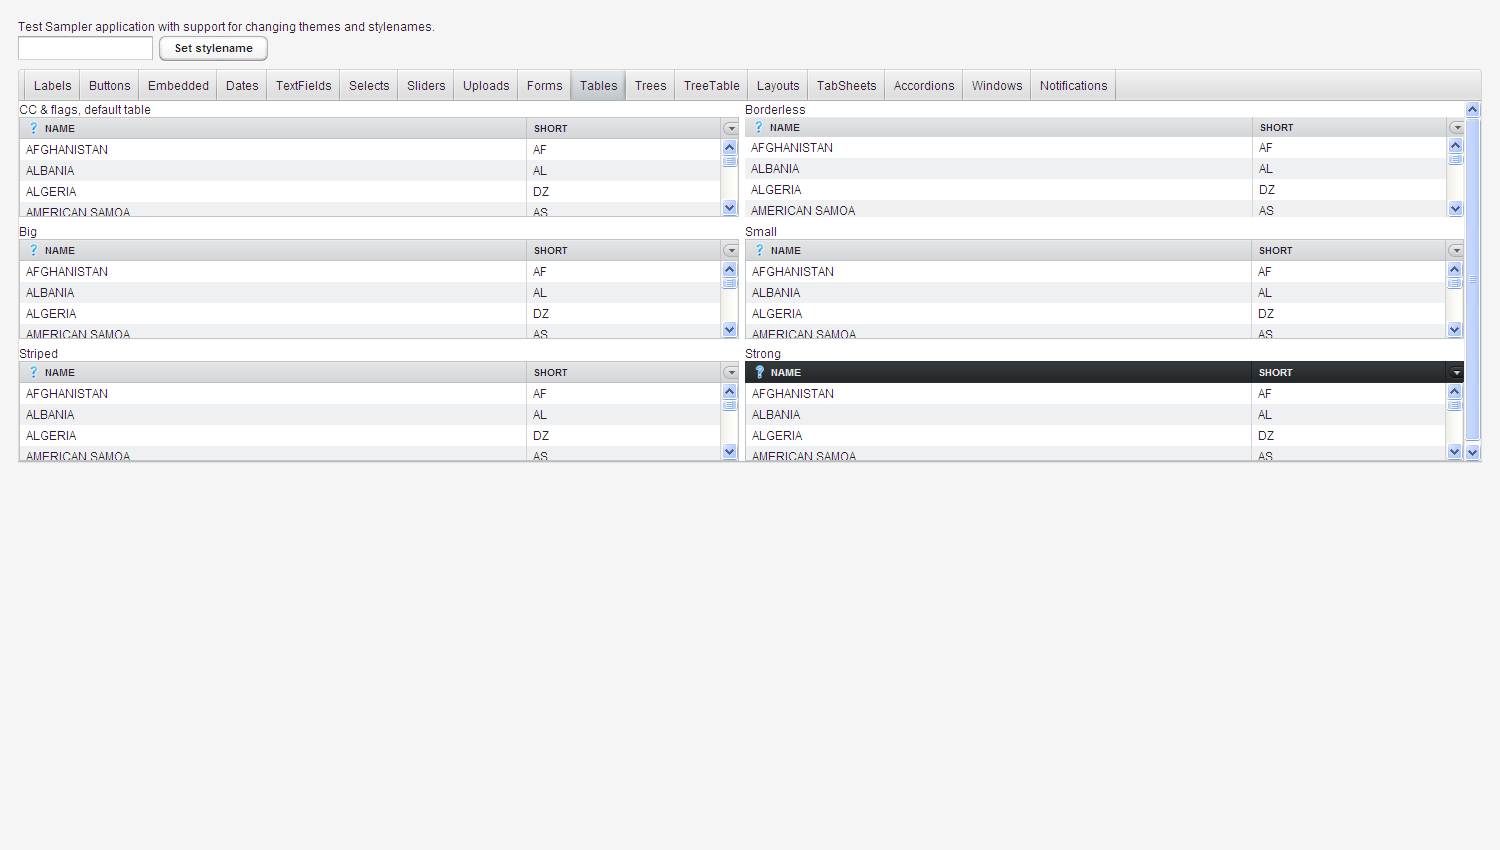 Test Sampler application with support for changing themes and stylenames.
Set stylename
Labels Buttons Embedded Dates TextFields Selects Sliders Uploads Forms Tables Trees TreeTable Layouts TabSheets Accordions Windows Notifications
CC & flags, default table
? NAME SHORT
AFGHANISTAN AF
ALBANIA AL
ALGERIA DZ
AMERICAN SAMOA AS
Borderless
? NAME SHORT
AFGHANISTAN AF
ALBANIA AL
ALGERIA DZ
AMERICAN SAMOA AS
Big
? NAME SHORT
AFGHANISTAN AF
ALBANIA AL
ALGERIA DZ
AMERICAN SAMOA AS
Small
? NAME SHORT
AFGHANISTAN AF
ALBANIA AL
ALGERIA DZ
AMERICAN SAMOA AS
Striped
? NAME SHORT
AFGHANISTAN AF
ALBANIA AL
ALGERIA DZ
AMERICAN SAMOA AS
Strong
? NAME SHORT
AFGHANISTAN AF
ALBANIA AL
ALGERIA DZ
AMERICAN SAMOA AS